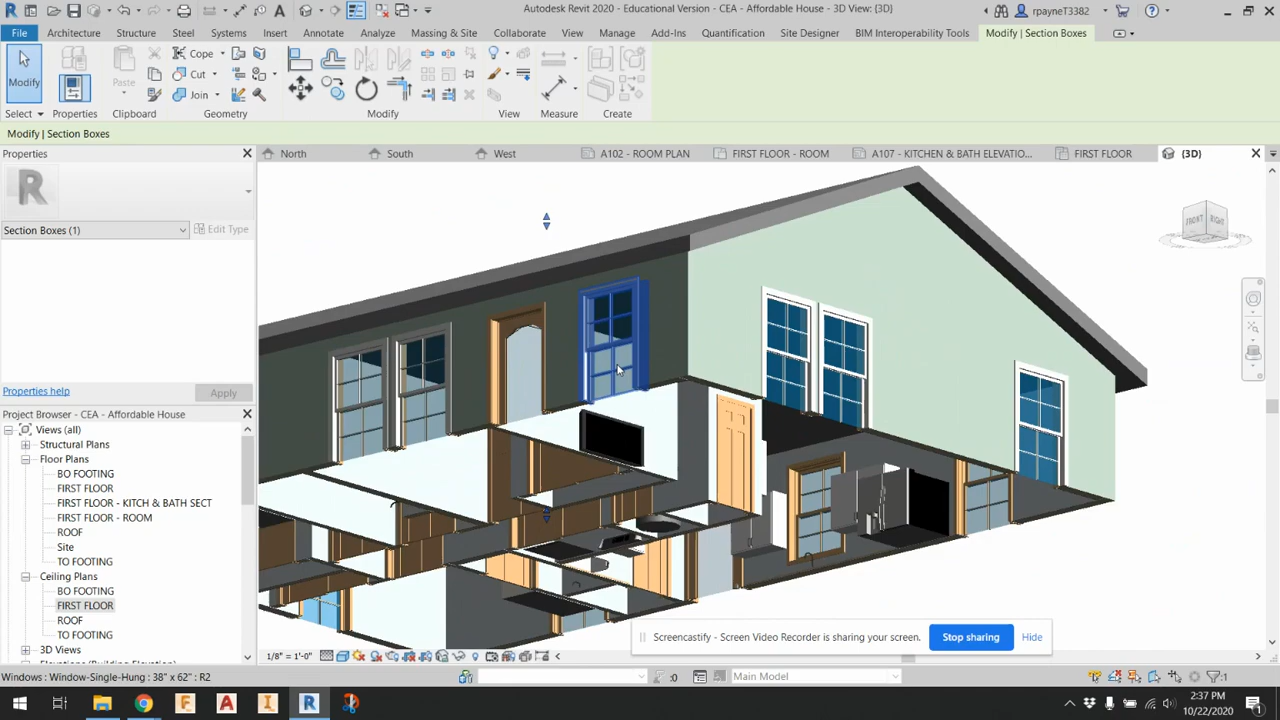 Autodesk Revit 2020 - Educational Version - CEA - Affordable House - 3D View: {3D}
rpayneT3382
File Architecture Structure Steel Systems Insert Annotate Analyze Massing & Site Collaborate View Manage Add-Ins Quantification Site Designer BIM Interoperability Tools Modify | Section Boxes
Modify Paste Cope Cut Join
Select Properties Clipboard Geometry Modify View Measure Create
Modify | Section Boxes
Properties
North South West A102 - ROOM PLAN FIRST FLOOR - ROOM A107 - KITCHEN & BATH ELEVATIO... FIRST FLOOR {3D}
R
FRONT RIGHT
Section Boxes (1) Edit Type
Properties help Apply
Project Browser - CEA - Affordable House
Views (all)
Structural Plans
Floor Plans
BO FOOTING
FIRST FLOOR
FIRST FLOOR - KITCH & BATH SECT
FIRST FLOOR - ROOM
ROOF
Site
TO FOOTING
Ceiling Plans
BO FOOTING
FIRST FLOOR
ROOF
TO FOOTING
3D Views
Elevations (Building Elevation)
Screencastify - Screen Video Recorder is sharing your screen. Stop sharing Hide
1/8" = 1'-0"
Windows : Window-Single-Hung : 38" x 62" : R2 :0 Main Model :1
2:37 PM
10/22/2020